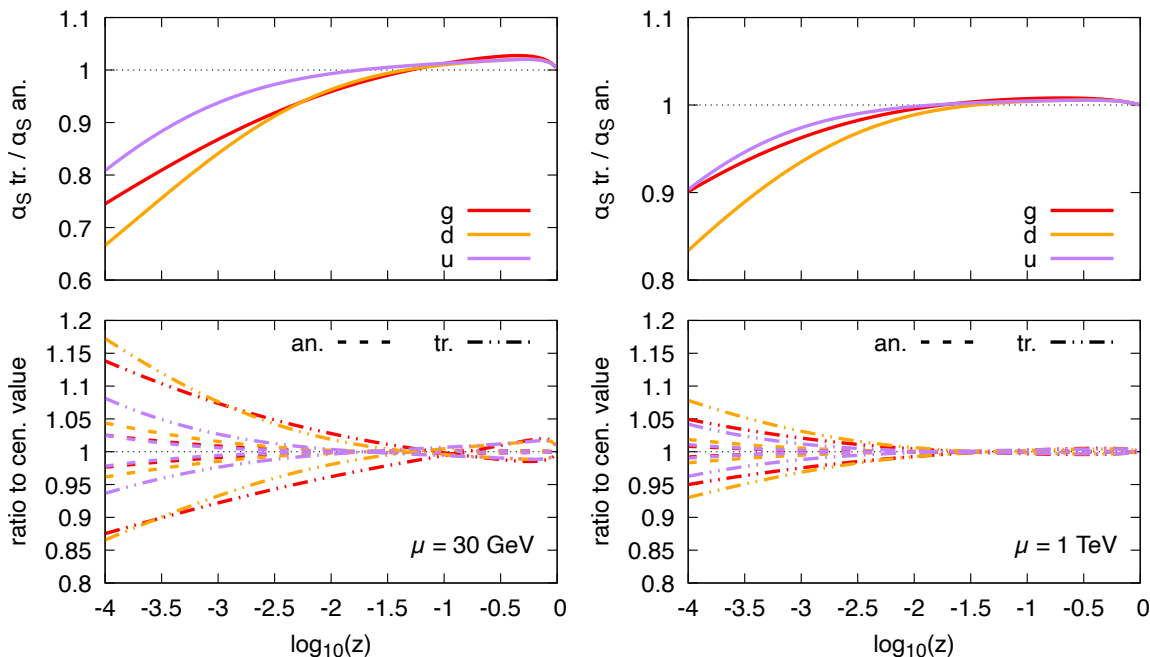 1.1
1
0.9
0.8
0.7
0.6
αS tr. / αS an.
g
d
u
1.1
1
0.9
0.8
αS tr. / αS an.
g
d
u
1.2
1.15
1.1
1.05
1
0.95
0.9
0.85
0.8
ratio to cen. value
an. tr.
μ = 30 GeV
-4 -3.5 -3 -2.5 -2 -1.5 -1 -0.5 0
log10(z)
1.2
1.15
1.1
1.05
1
0.95
0.9
0.85
0.8
ratio to cen. value
an. tr.
μ = 1 TeV
-4 -3.5 -3 -2.5 -2 -1.5 -1 -0.5 0
log10(z)